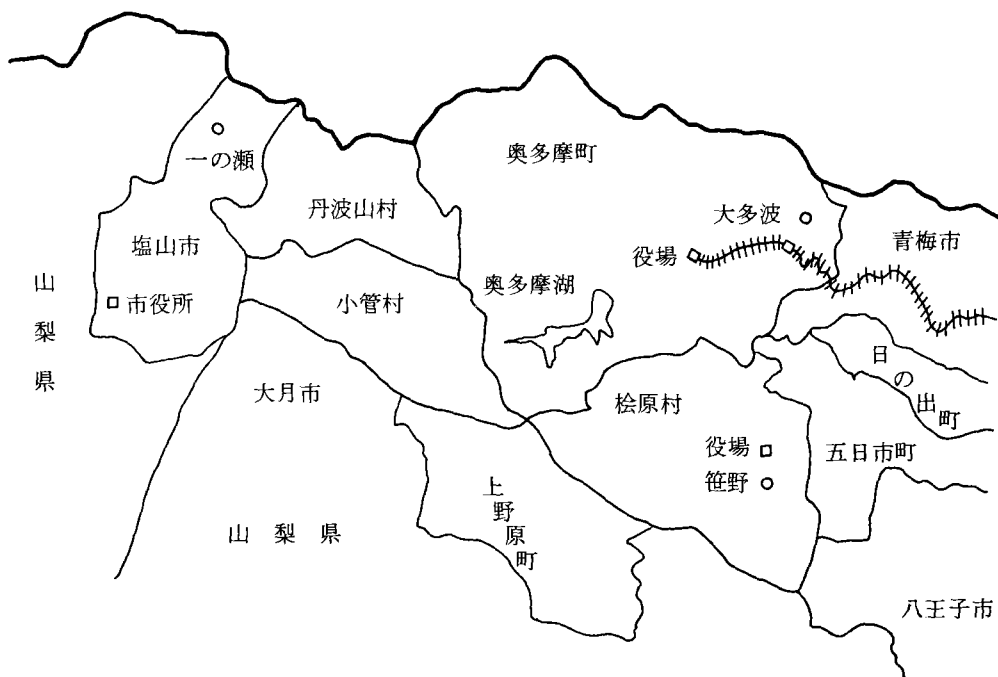 奥多摩町
一の瀬
丹波山村
大多波
塩山市
青梅市
役場
山梨県
奥多摩湖
市役所
小管村
日の出町
大月市
桧原村
役場
五日市町
笹野
上野原町
山梨県
八王子市